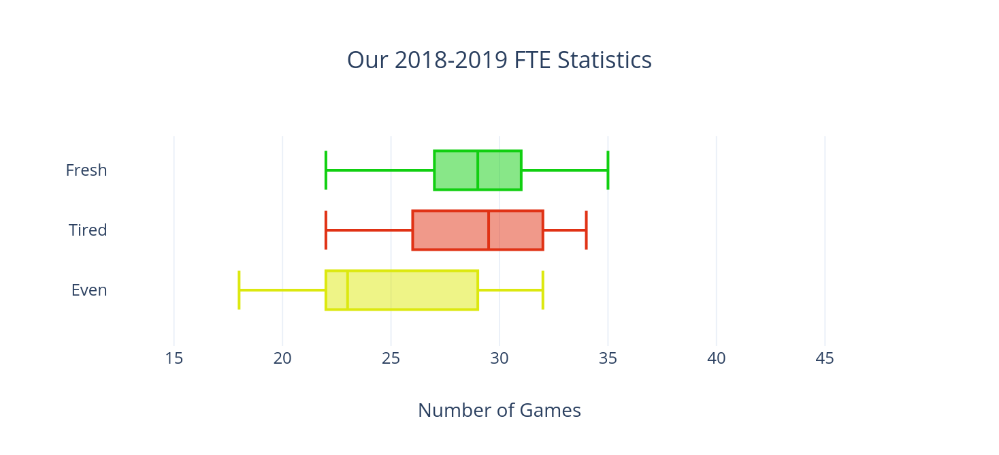 Our 2018-2019 FTE Statistics
Fresh
Tired
Even
15 20 25 30 35 40 45
Number of Games